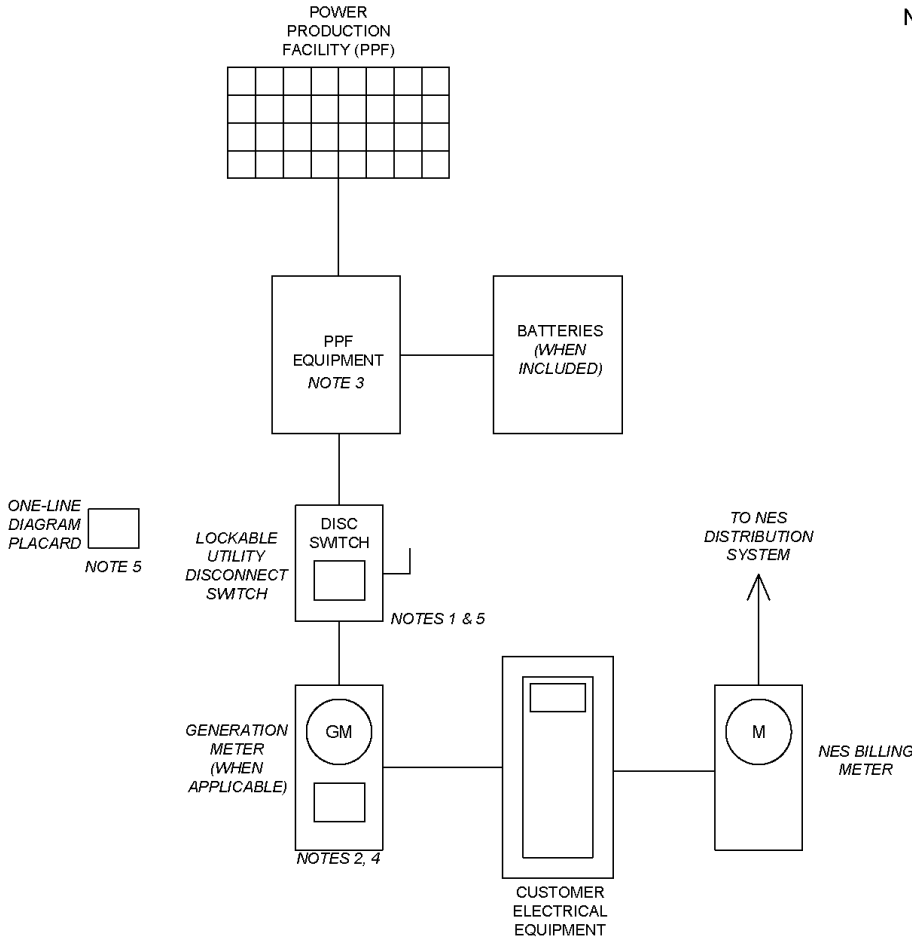 POWER
PRODUCTION
FACILITY (PPF)
N
PPF
EQUIPMENT
NOTE 3
BATTERIES
(WHEN
INCLUDED)
ONE-LINE
DIAGRAM
PLACARD
NOTE 5
LOCKABLE
UTILITY
DISCONNECT
SWITCH
DISC
SWITCH
NOTES 1 & 5
TO NES
DISTRIBUTION
SYSTEM
GENERATION
METER
(WHEN
APPLICABLE)
GM
NOTES 2, 4
M
NES BILLING
METER
CUSTOMER
ELECTRICAL
EQUIPMENT